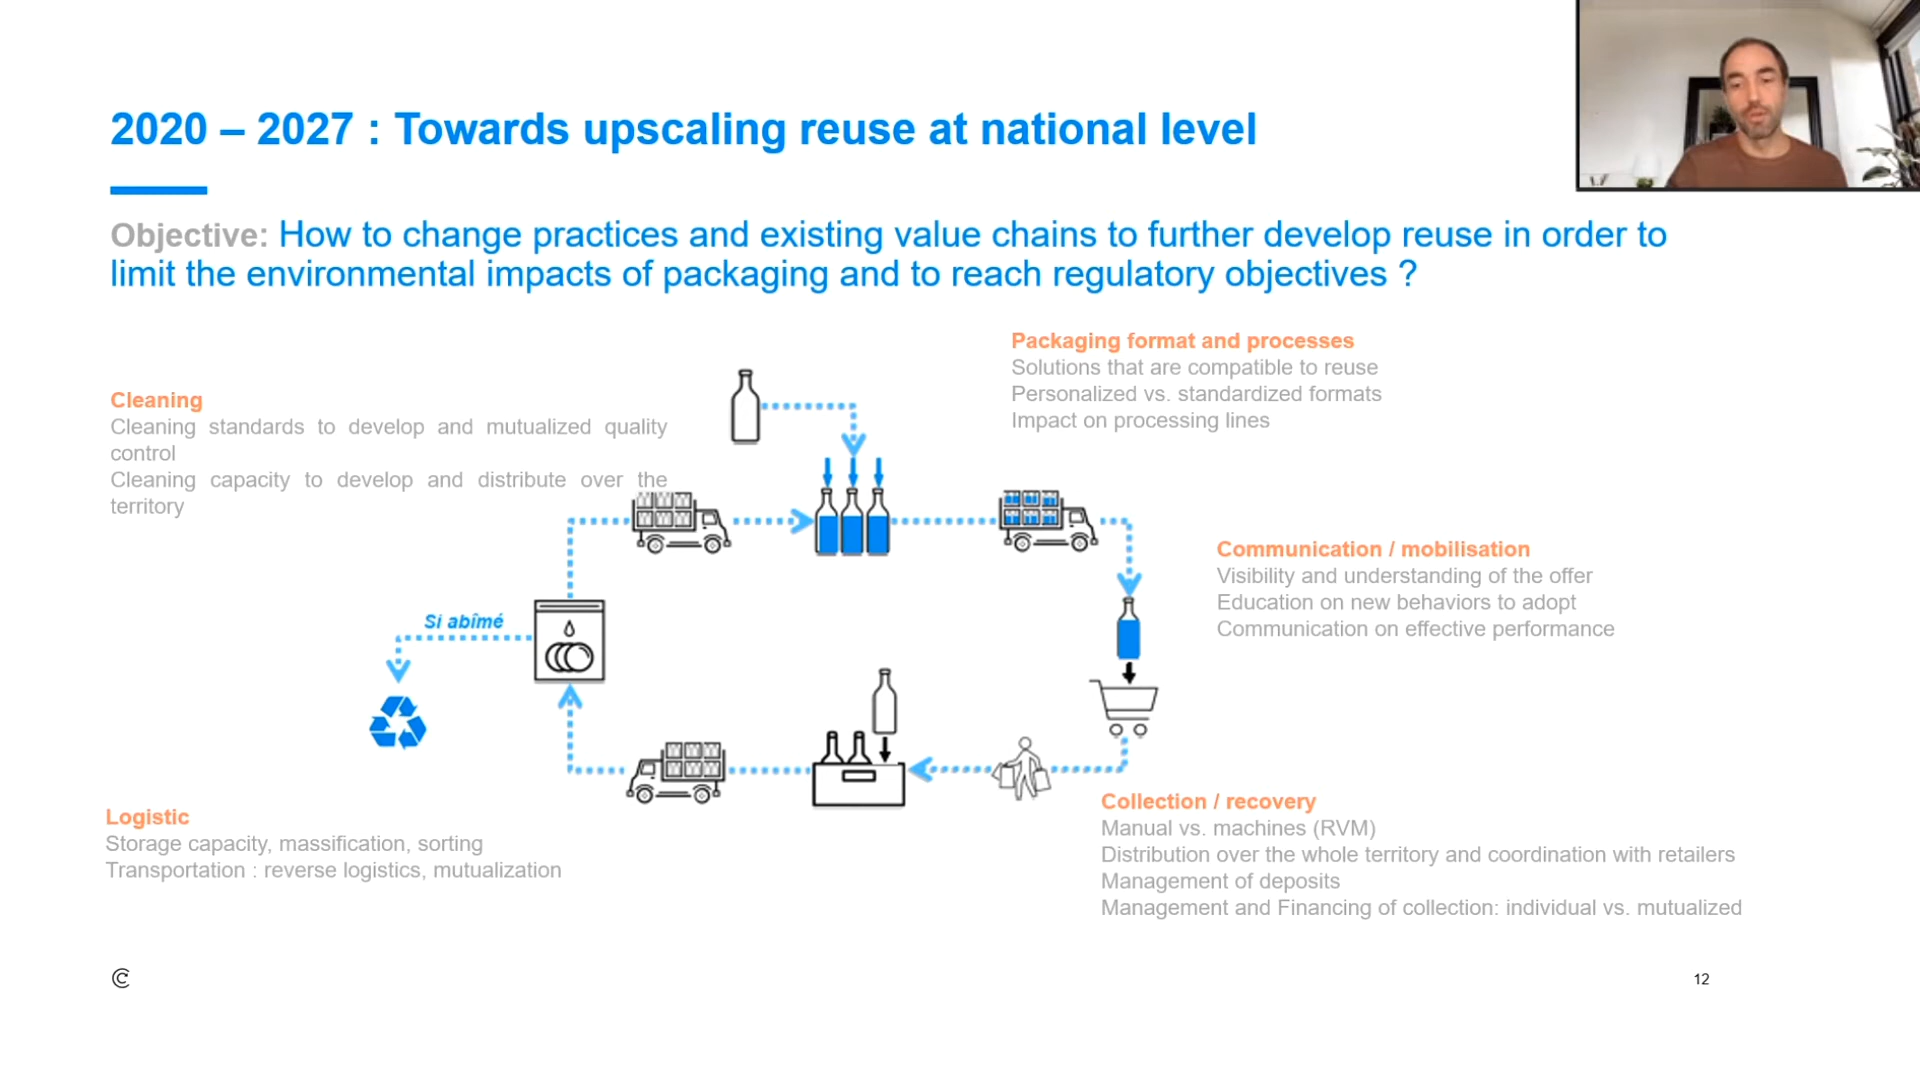 2020 – 2027 : Towards upscaling reuse at national level
Objective: How to change practices and existing value chains to further develop reuse in order to
limit the environmental impacts of packaging and to reach regulatory objectives ?
Packaging format and processes
Solutions that are compatible to reuse
Personalized vs. standardized formats
Impact on processing lines
Cleaning
Cleaning standards to develop and mutualized quality
control
Cleaning capacity to develop and distribute over the
territory
Communication / mobilisation
Visibility and understanding of the offer
Education on new behaviors to adopt
Communication on effective performance
Si abîmé
Logistic
Storage capacity, massification, sorting
Transportation : reverse logistics, mutualization
Collection / recovery
Manual vs. machines (RVM)
Distribution over the whole territory and coordination with retailers
Management of deposits
Management and Financing of collection: individual vs. mutualized
12